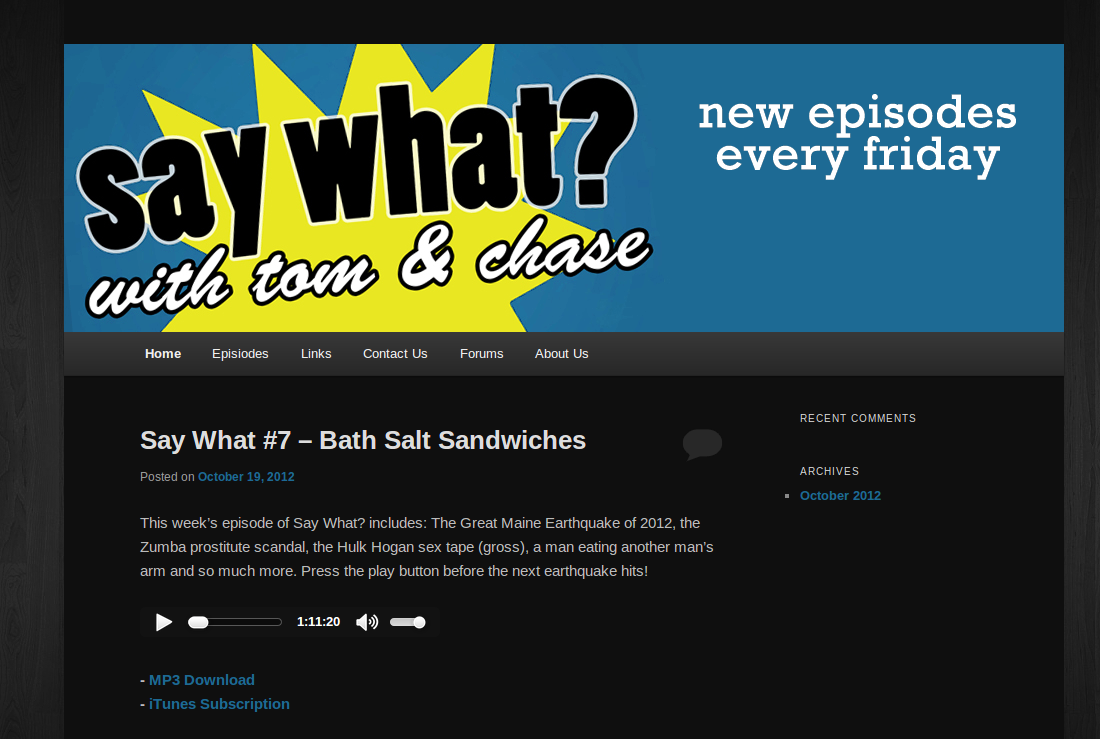 say what?
with tom & chase
new episodes
every friday
Home Episiodes Links Contact Us Forums About Us
Say What #7 – Bath Salt Sandwiches
Posted on October 19, 2012
This week’s episode of Say What? includes: The Great Maine Earthquake of 2012, the
Zumba prostitute scandal, the Hulk Hogan sex tape (gross), a man eating another man’s
arm and so much more. Press the play button before the next earthquake hits!
1:11:20
- MP3 Download
- iTunes Subscription
RECENT COMMENTS
ARCHIVES
October 2012